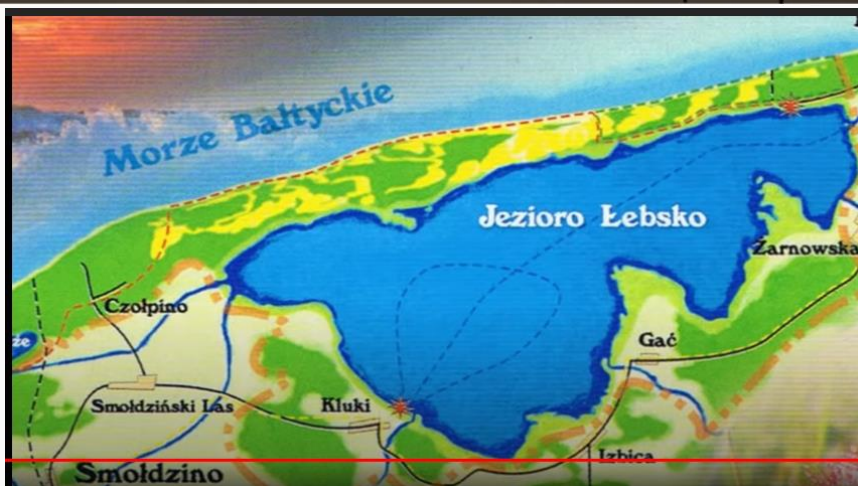 Morze Bałtyckie
Jezioro Łebsko
Żarnowska
Czołpino
Gać
Smołdziński Las
Kluki
Izbica
Smołdzino